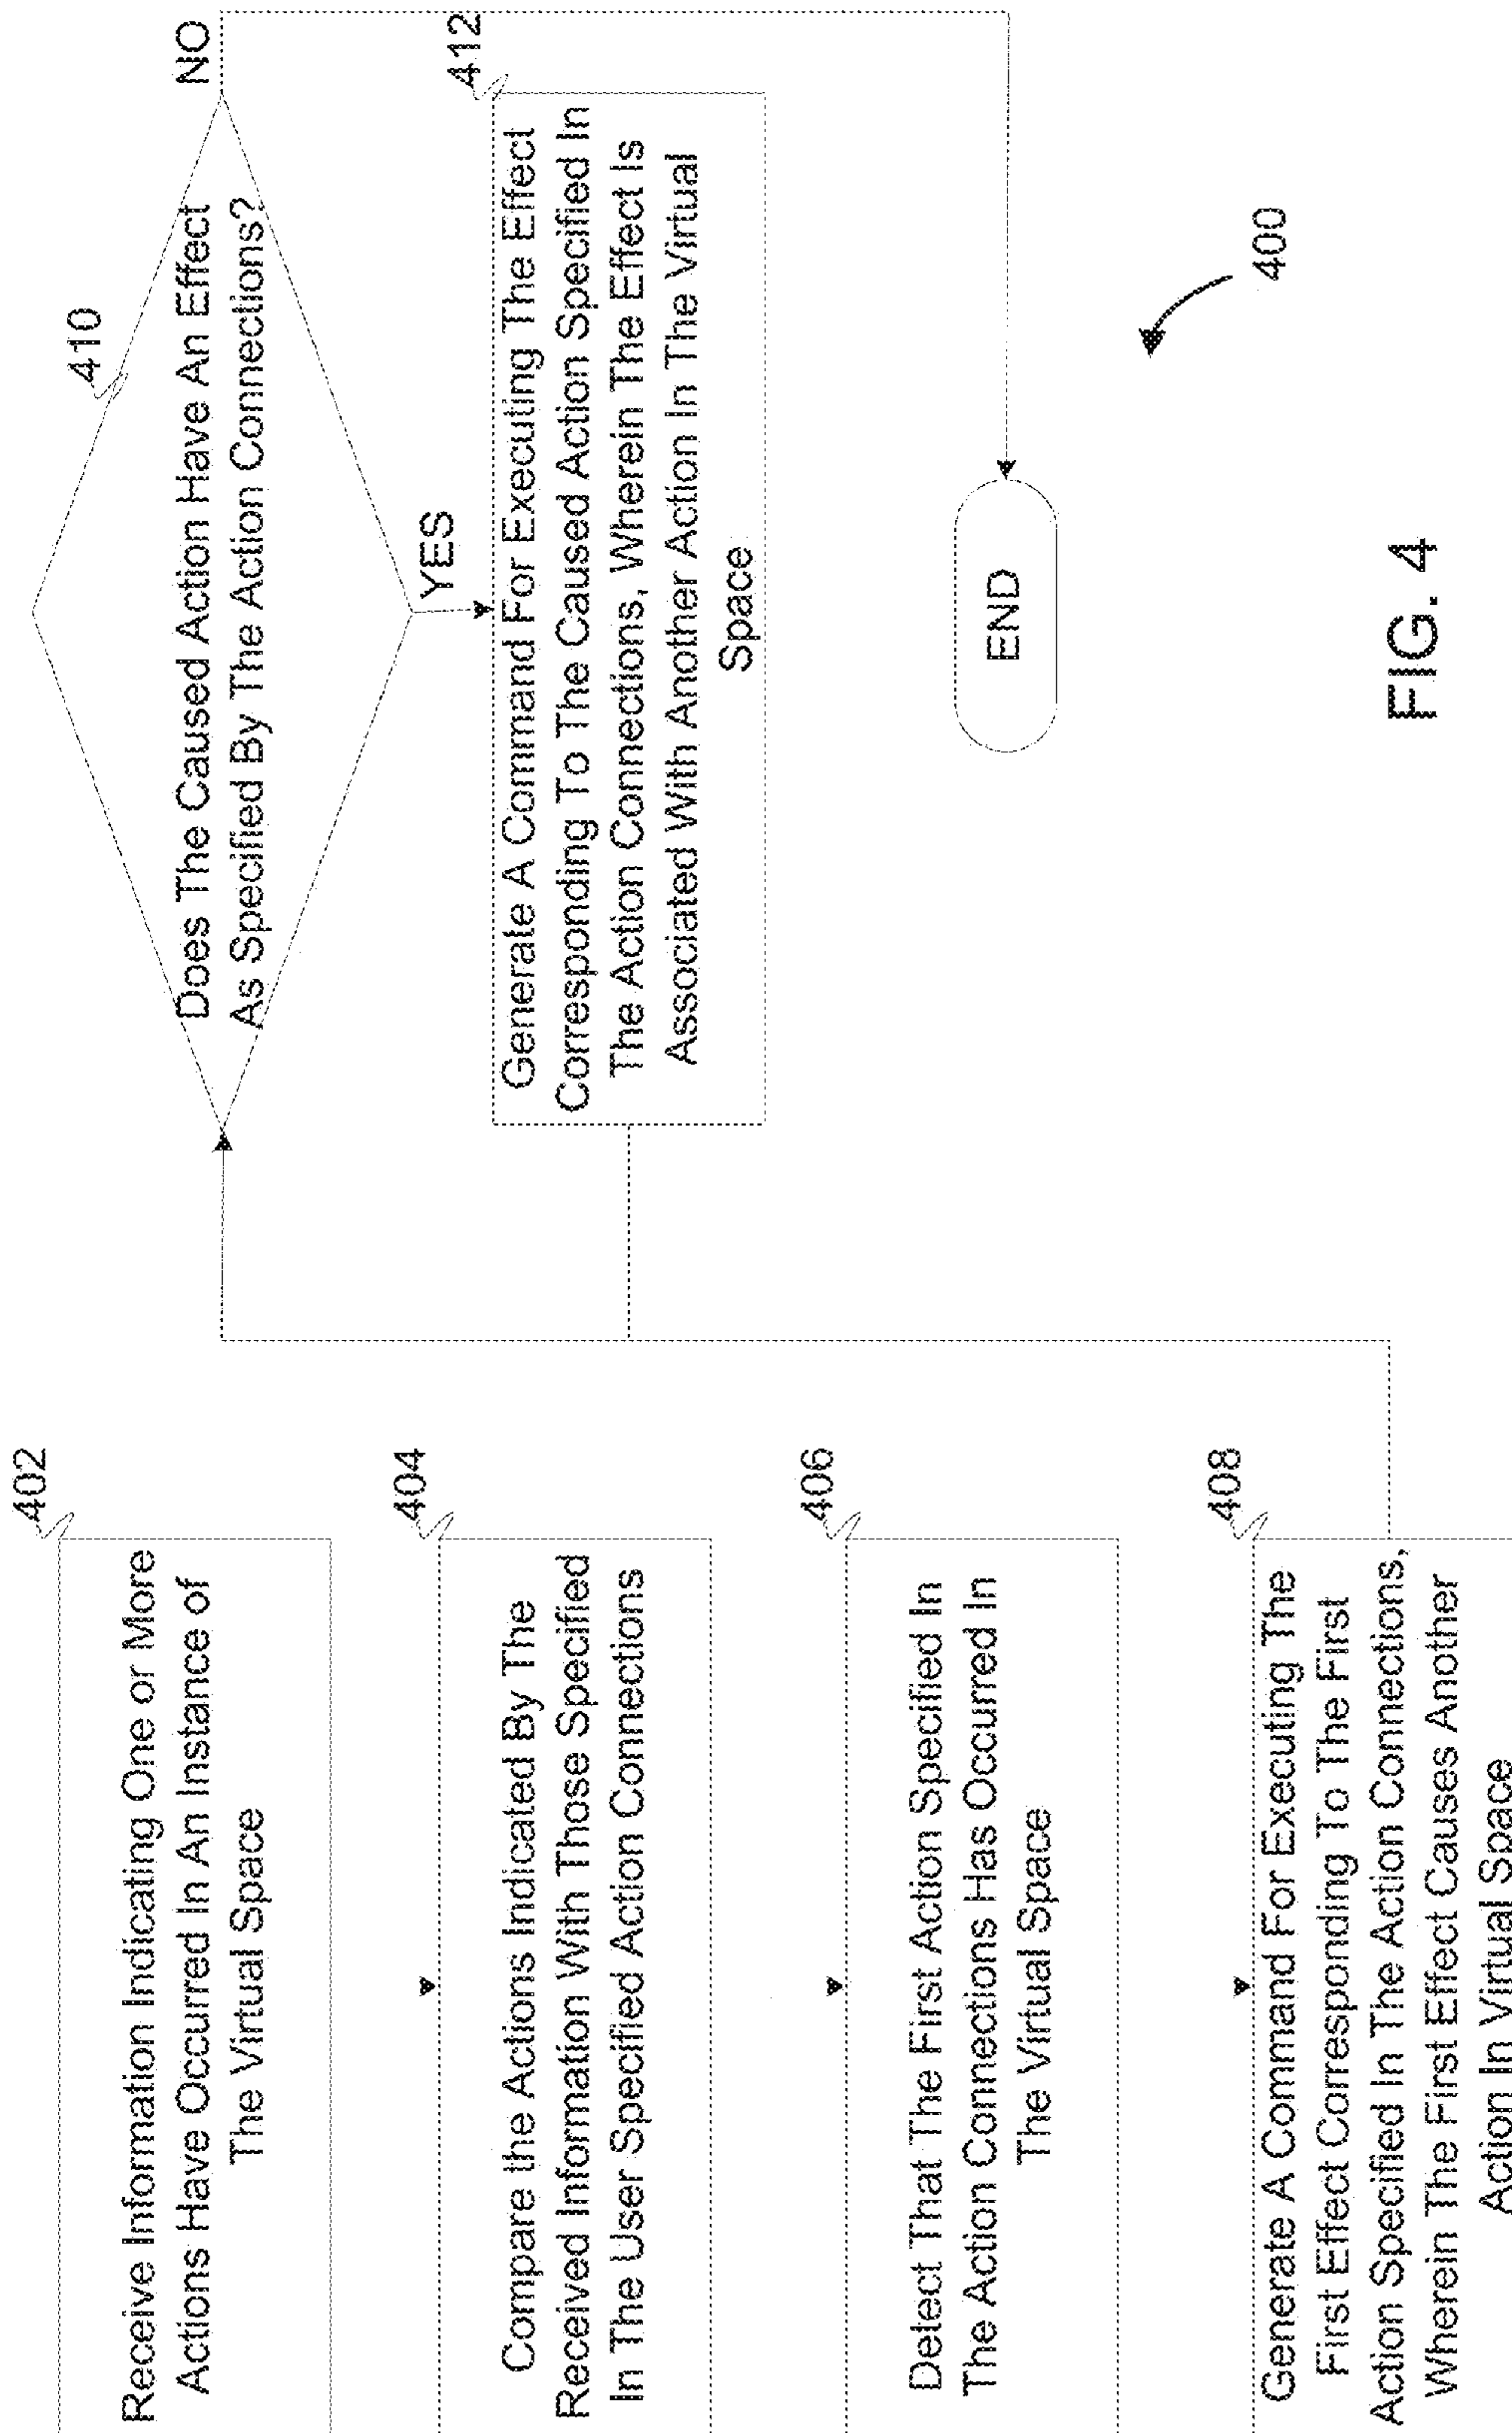 402
Receive Information Indicating One or More
Actions Have Occurred In An Instance of
The Virtual Space
404
Compare the Actions Indicated By The
Received Information With Those Specified
In The User Specified Action Connections
406
Detect That The First Action Specified In
The Action Connections Has Occurred In
The Virtual Space
408
Generate A Command For Executing The
First Effect Corresponding To The First
Action Specified In The Action Connections,
Wherein The First Effect Causes Another
Action In Virtual Space
410
Does The Caused Action Have An Effect
As Specified By The Action Connections?
NO
YES
412
Generate A Command For Executing The Effect
Corresponding To The Caused Action Specified In
The Action Connections, Wherein The Effect Is
Associated With Another Action In The Virtual
Space
END
400
FIG. 4